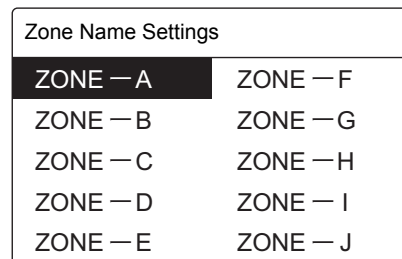 Zone Name Settings
ZONE — A ZONE — F
ZONE — B ZONE — G
ZONE — C ZONE — H
ZONE — D ZONE — I
ZONE — E ZONE — J